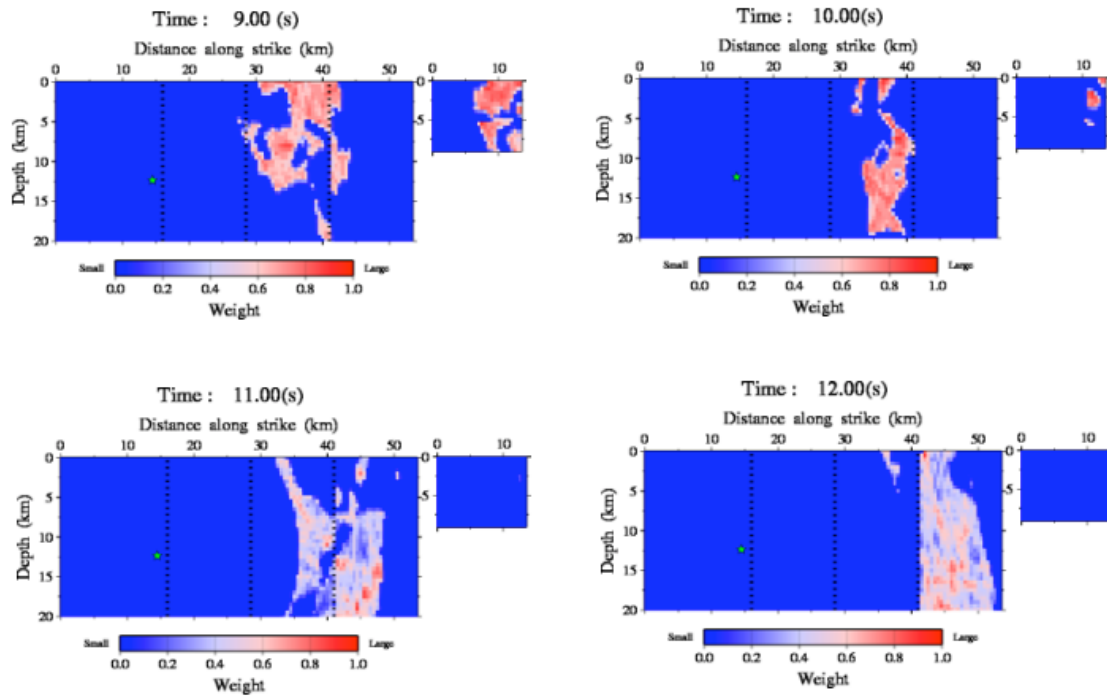 Time : 9.00 (s)
Distance along strike (km)
0 10 20 30 40 50
0 10
Depth (km)
0
5
10
15
20
0
5
Small
Large
0.0 0.2 0.4 0.6 0.8 1.0
Weight
Time : 10.00(s)
Distance along strike (km)
0 10 20 30 40 50
0 10
Depth (km)
0
5
10
15
20
0
5
Small
Large
0.0 0.2 0.4 0.6 0.8 1.0
Weight
Time : 11.00(s)
Distance along strike (km)
0 10 20 30 40 50
0 10
Depth (km)
0
5
10
15
20
0
5
Small
Large
0.0 0.2 0.4 0.6 0.8 1.0
Weight
Time : 12.00(s)
Distance along strike (km)
0 10 20 30 40 50
0 10
Depth (km)
0
5
10
15
20
0
5
Small
Large
0.0 0.2 0.4 0.6 0.8 1.0
Weight